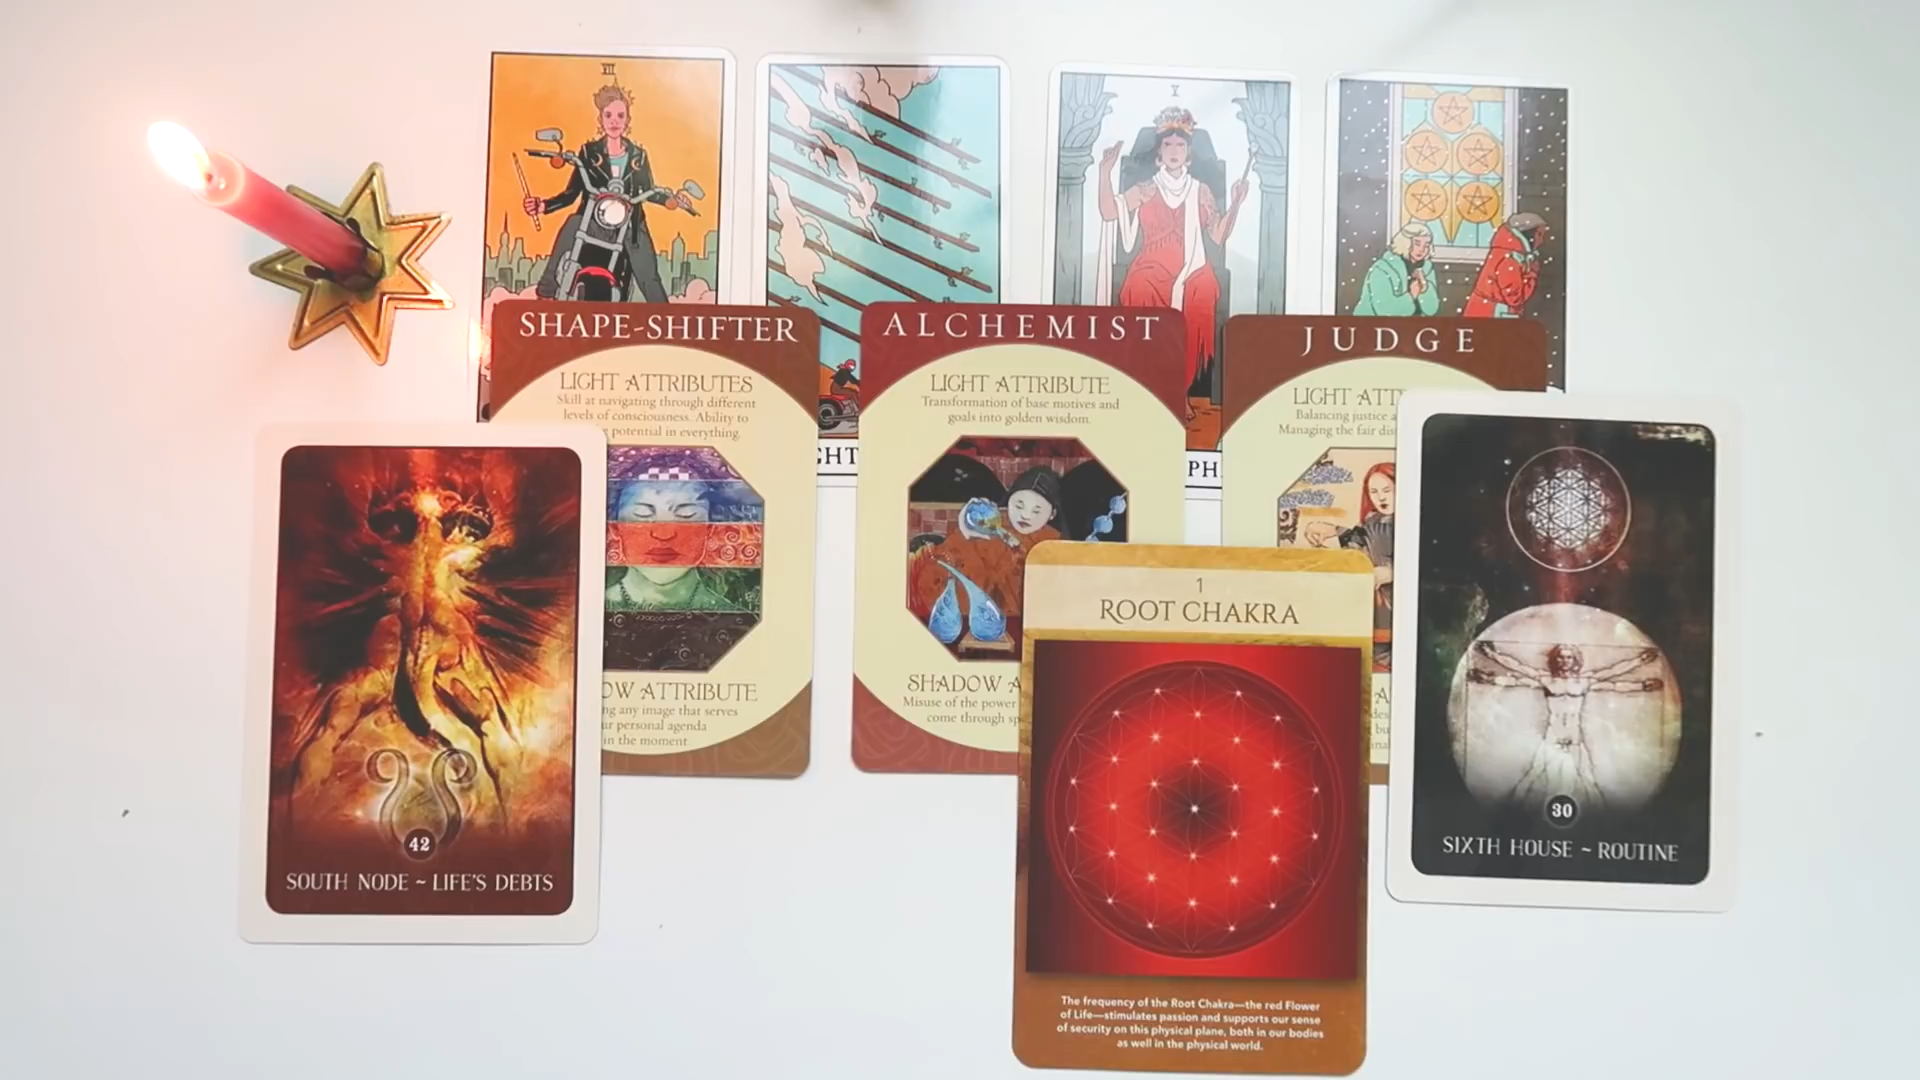 VII
V
SHAPE-SHIFTER
LIGHT ATTRIBUTES
Skill at navigating through different
levels of consciousness. Ability to
potential in everything.
ATTRIBUTE
any image that serves
personal agenda
in the moment
ALCHEMIST
LIGHT ATTRIBUTE
Transformation of base motives and
goals into golden wisdom.
SHADOW A
Misuse of the power
come through
JUDGE
LIGHT
Balancing justice
Managing the fair
GHT
PH
42
SOUTH NODE ~ LIFE'S DEBTS
1
ROOT CHAKRA
The frequency of the Root Chakra—the red Flower
of Life—stimulates passion and supports our sense
of security on this physical plane, both in our bodies
as well in the physical world.
30
SIXTH HOUSE ~ ROUTINE